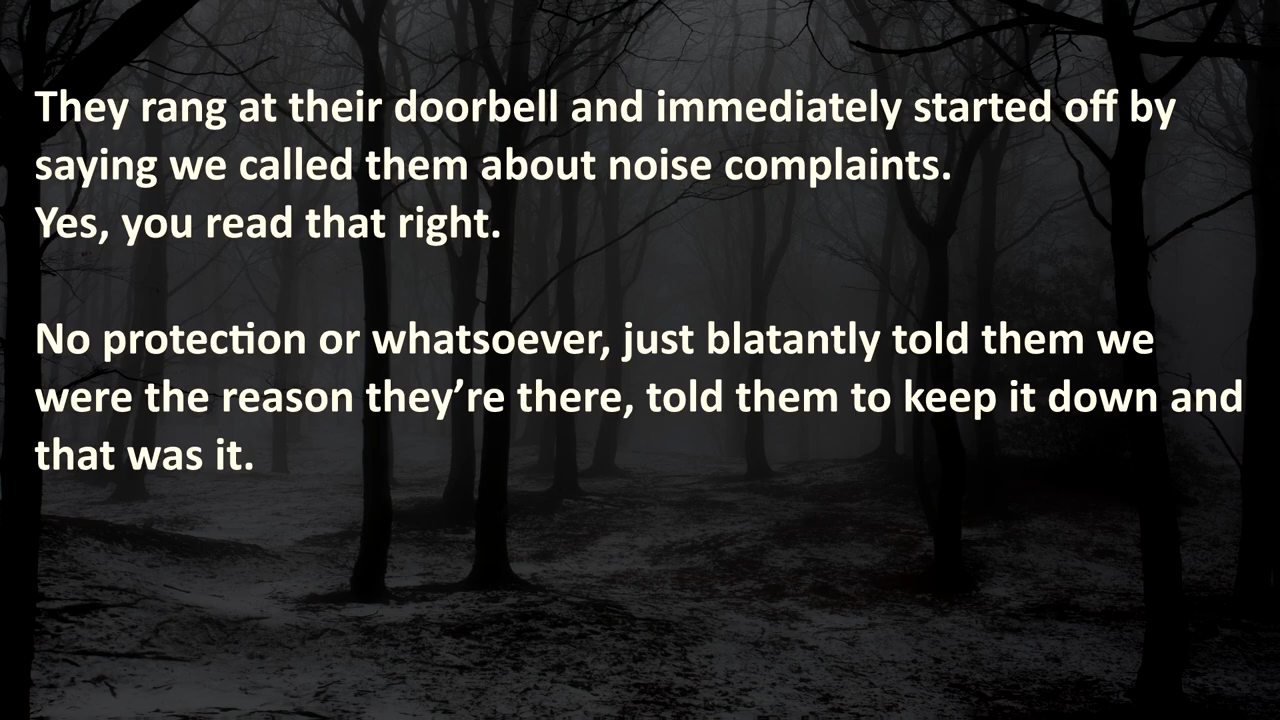 They rang at their doorbell and immediately started off by
saying we called them about noise complaints.
Yes, you read that right.
No protection or whatsoever, just blatantly told them we
were the reason they’re there, told them to keep it down and
that was it.